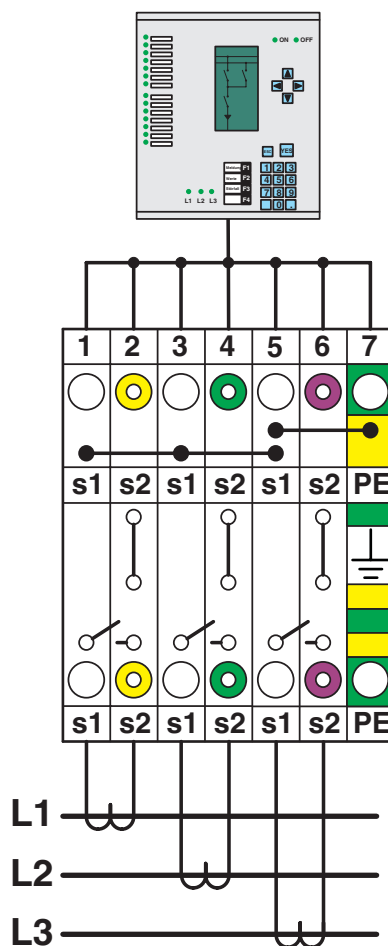 ON OFF
Meldung F1
Warte F2
F3
F4
ESC YES
1 2 3
4 5 6
7 8 9
0 .
L1 L2 L3
1 2 3 4 5 6 7
s1 s2 s1 s2 s1 s2 PE
s1 s2 s1 s2 s1 s2 PE
L1
L2
L3